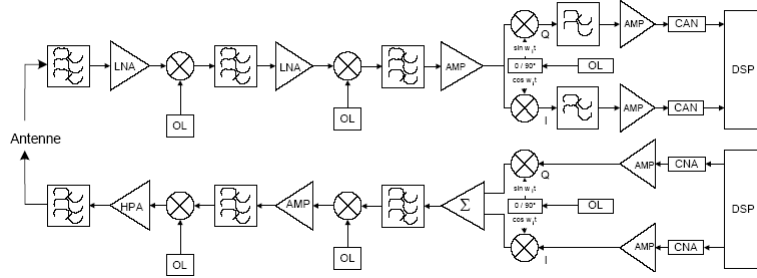 Q
sin w₁t
AMP
CAN
LNA
LNA
AMP
0 / 90°
OL
DSP
cos w₁t
OL
OL
I
AMP
CAN
Antenne
Q
AMP
CNA
sin w₁t
HPA
AMP
Σ
0 / 90°
OL
DSP
cos w₁t
OL
OL
I
AMP
CNA